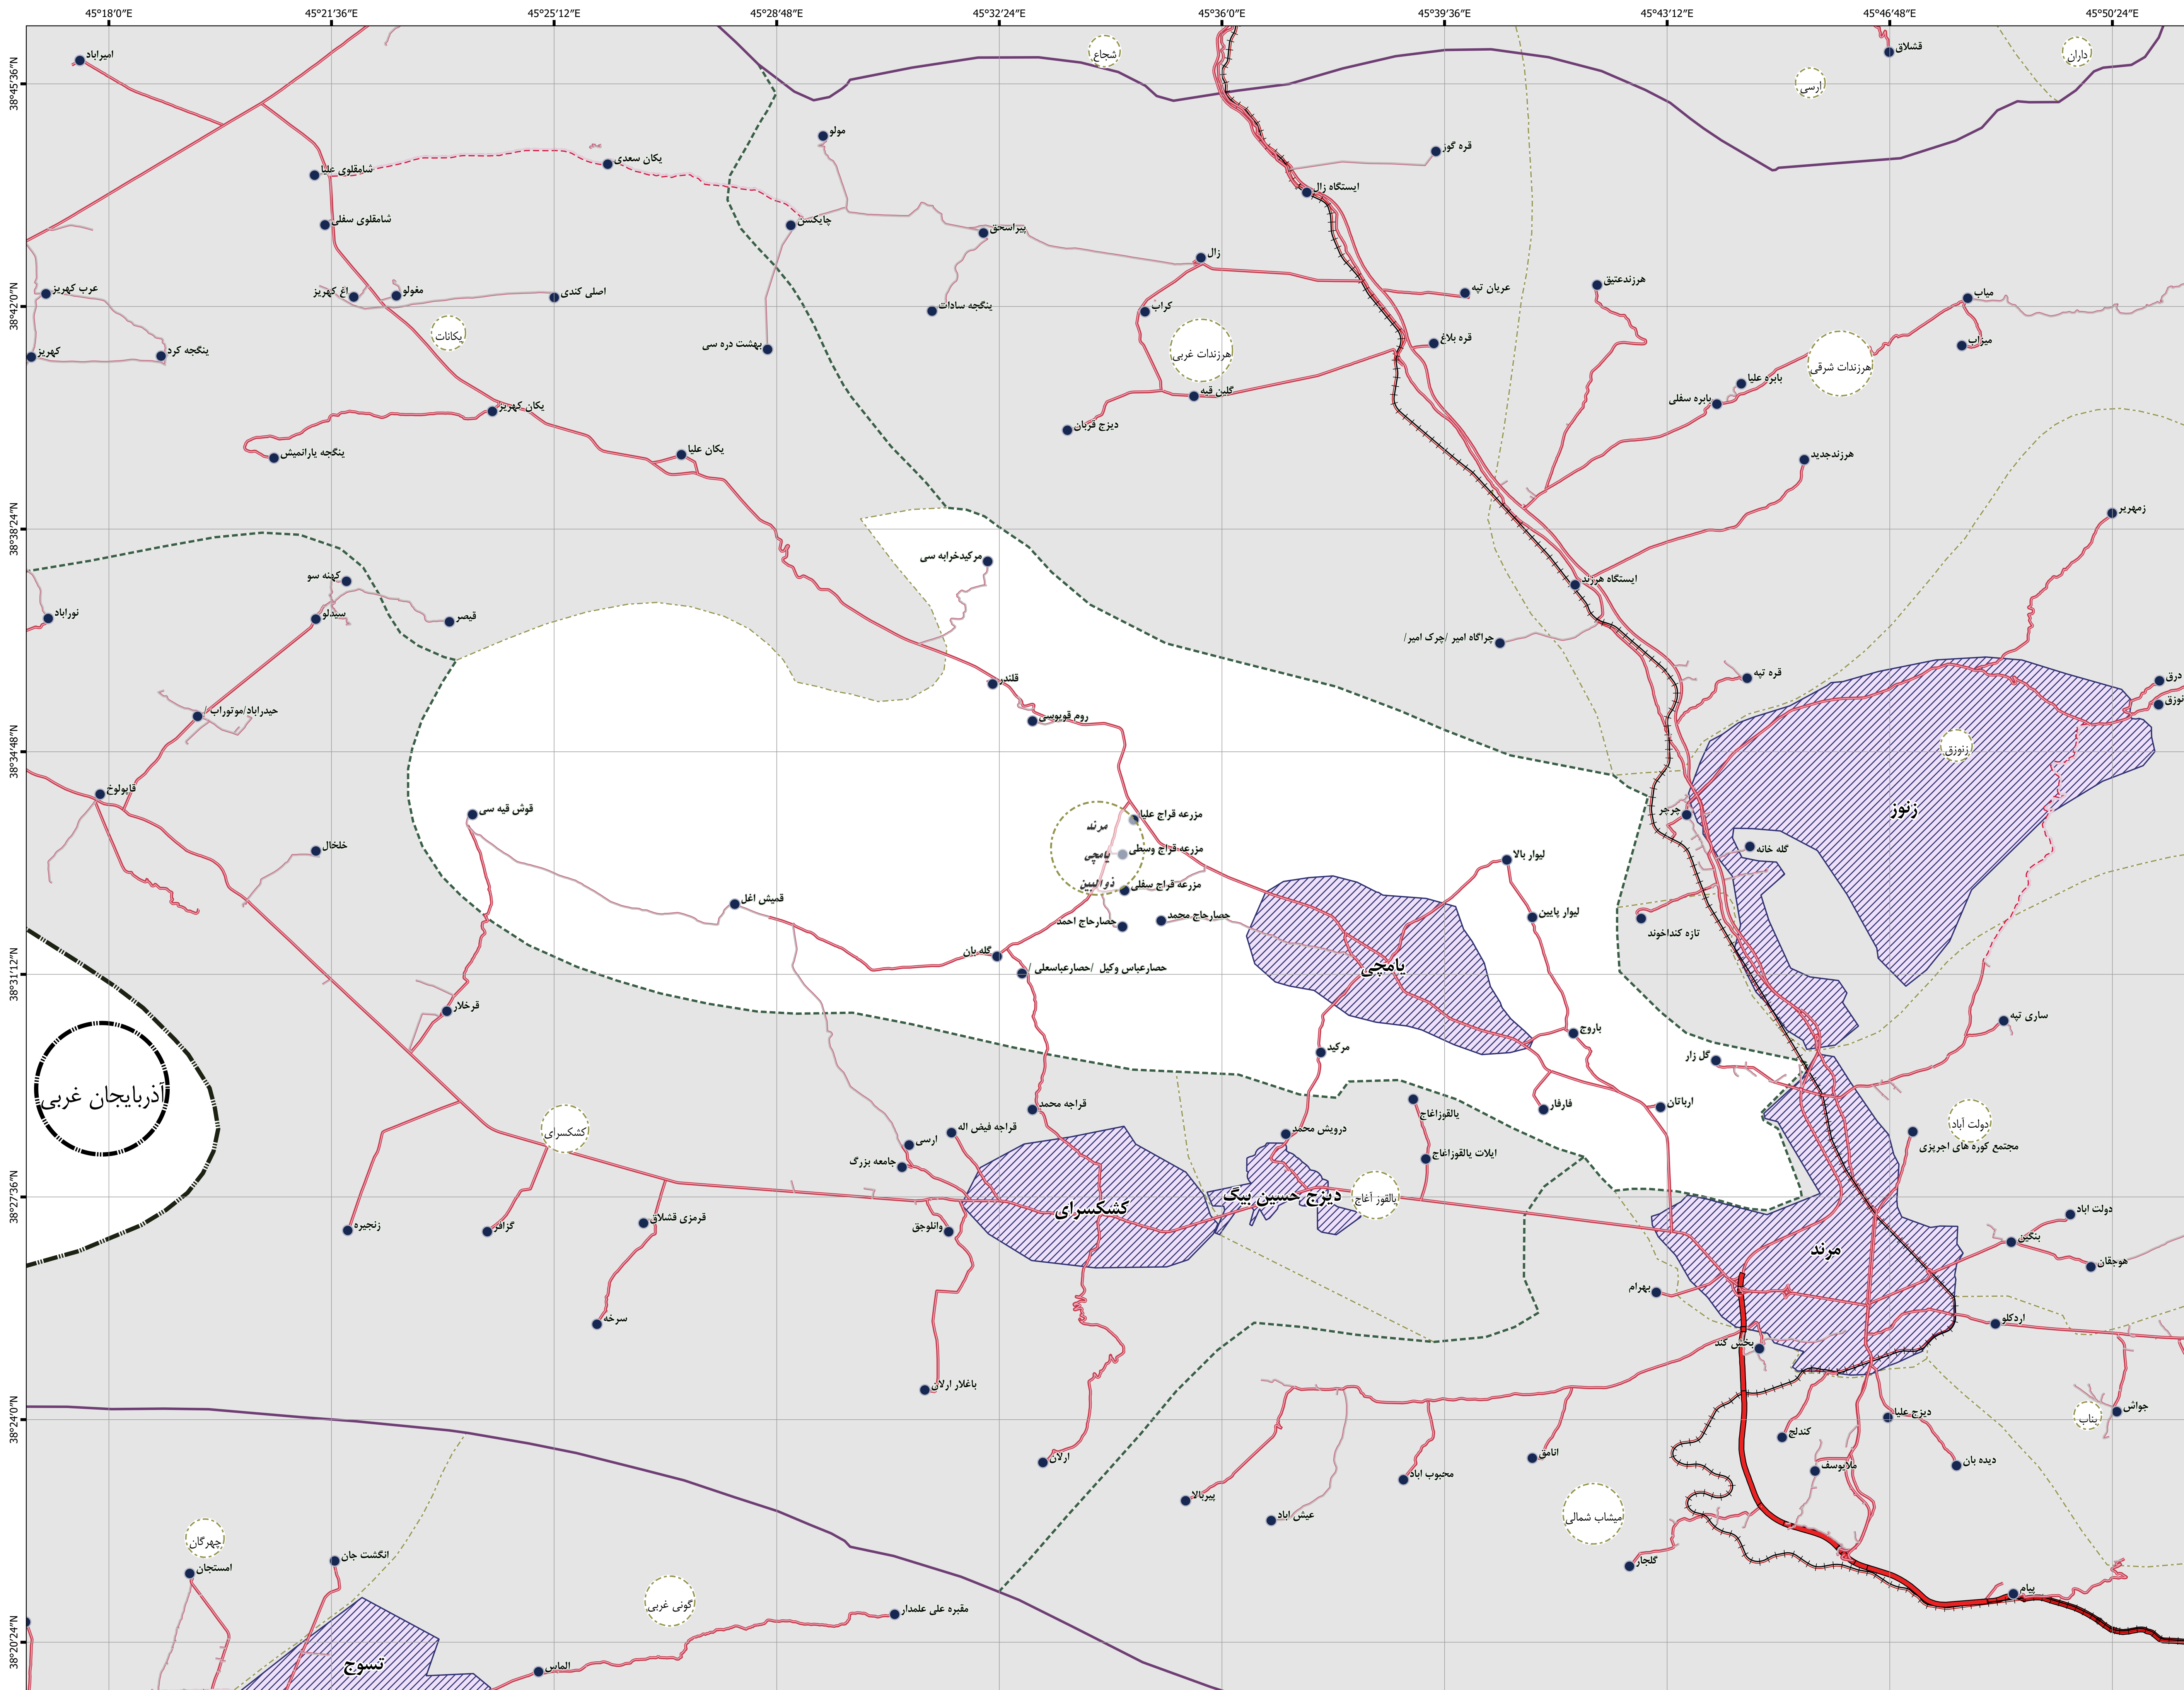 45°18'0"E
45°21'36"E
45°25'12"E
45°28'48"E
45°32'24"E
45°36'0"E
45°39'36"E
45°43'12"E
45°46'48"E
45°50'24"E
38°45'36"N
38°42'0"N
38°38'24"N
38°34'48"N
38°31'12"N
38°27'36"N
38°24'0"N
38°20'24"N
امیراباد
شجاع
ارسی
قشلاق
داران
مولو
یکان سعدی
شامقلوی علیا
قره گوز
ایستگاه زال
شامقلوی سفلی
چایکسن
پیراسحق
زال
عرب کهریز
اغ کهریز
مغولو
اصلی کندی
ینگجه سادات
کراب
عریان تپه
هرزندعتیق
میاب
یکانات
کهریز
ینگجه کرد
بهشت دره سی
هرزندات غربی
قره بلاغ
هرزندات شرقی
میزاب
بابره علیا
بابره سفلی
یکان کهریز
گلین قیه
دیزج قربان
ینگجه یارانمیش
یکان علیا
هرزندجدید
زمهریر
مرکیدخرابه سی
کهنه سو
ایستگاه هرزند
نوراباد
سیدلو
قیصر
چراگاه امیر /چرک امیر/
قلندر
قره تپه
درق
زنوزق
حیدراباد/موتوراب /
روم قویوسی
زنوزق
قاپولوخ
قوش قیه سی
مزرعه قراج علیا
مرند
یامچی
ذوالبین
مزرعه قراج وسطی
مزرعه قراج سفلی
چرچر
زنوز
خلخال
لیوار بالا
گله خانه
قمیش اغل
حصارحاج احمد
حصارحاج محمد
لیوار پایین
تازه کنداخوند
گله بان
حصارعباس وکیل /حصارعباسعلی /
یامچی
قرخلار
ساری تپه
باروج
مرکید
گل زار
آذربایجان غربی
قراجه محمد
یالقوزاغاج
فارفار
ارباتان
کشکسرای
قراجه فیض اله
ارسی
درویش محمد
دولت آباد
مجتمع کوره های اجرپزی
جامعه بزرگ
ایلات یالقوزاغاج
کشکسرای
دیزج حسین بیگ
یالقوز آغاج
زنجیره
گزافر
قرمزی قشلاق
وانلوجق
دولت اباد
بنگین
مرند
هوجقان
بهرام
سرخه
اردکلو
بخش کند
باغلار ارلان
بناب
جواش
دیزج علیا
کندلج
ارلان
انامق
دیده بان
ملایوسف
محبوب اباد
پیربالا
عیش اباد
میشاب شمالی
چهرگان
انگشت جان
امستجان
گلجار
پیام
گونی غربی
مقبره علی علمدار
تسوج
الماس